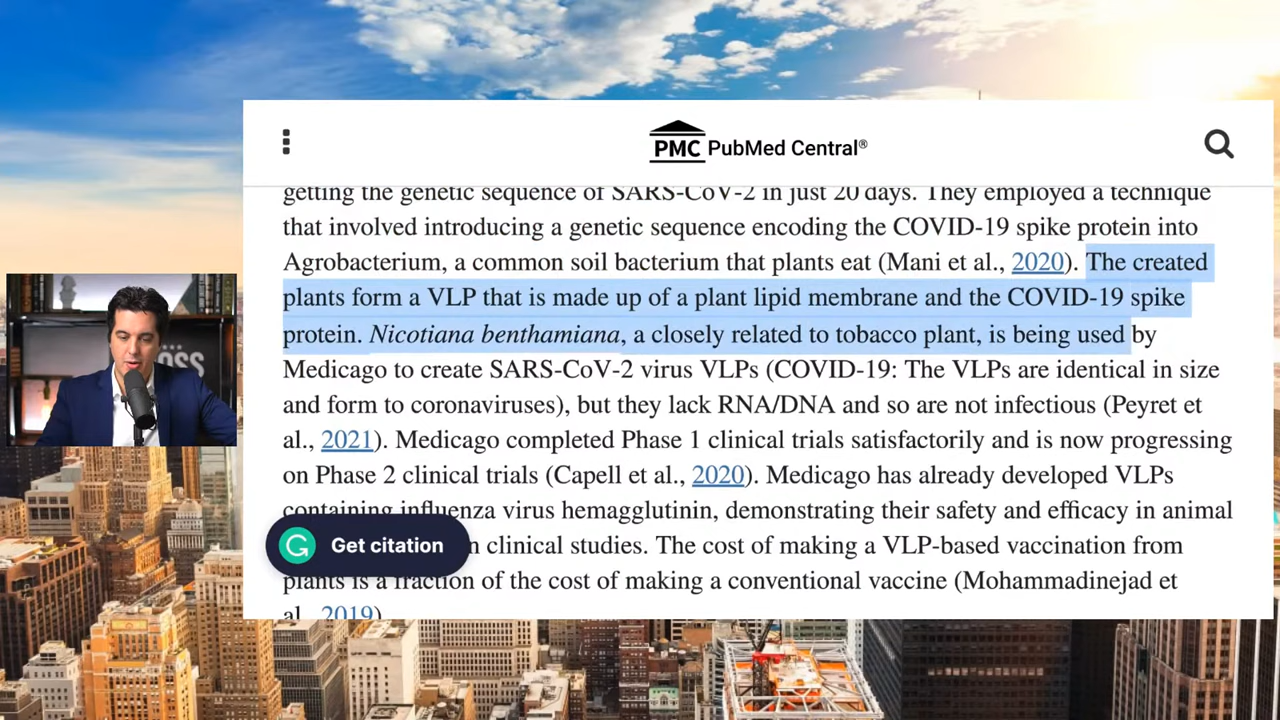 PMC PubMed Central®
getting the genetic sequence of SARS-CoV-2 in just 20 days. They employed a technique
that involved introducing a genetic sequence encoding the COVID-19 spike protein into
Agrobacterium, a common soil bacterium that plants eat (Mani et al., 2020). The created
plants form a VLP that is made up of a plant lipid membrane and the COVID-19 spike
protein. Nicotiana benthamiana, a closely related to tobacco plant, is being used by
Medicago to create SARS-CoV-2 virus VLPs (COVID-19: The VLPs are identical in size
and form to coronaviruses), but they lack RNA/DNA and so are not infectious (Peyret et
al., 2021). Medicago completed Phase 1 clinical trials satisfactorily and is now progressing
on Phase 2 clinical trials (Capell et al., 2020). Medicago has already developed VLPs
containing influenza virus hemagglutinin, demonstrating their safety and efficacy in animal
clinical studies. The cost of making a VLP-based vaccination from
plants is a fraction of the cost of making a conventional vaccine (Mohammadinejad et
al., 2019)
Get citation